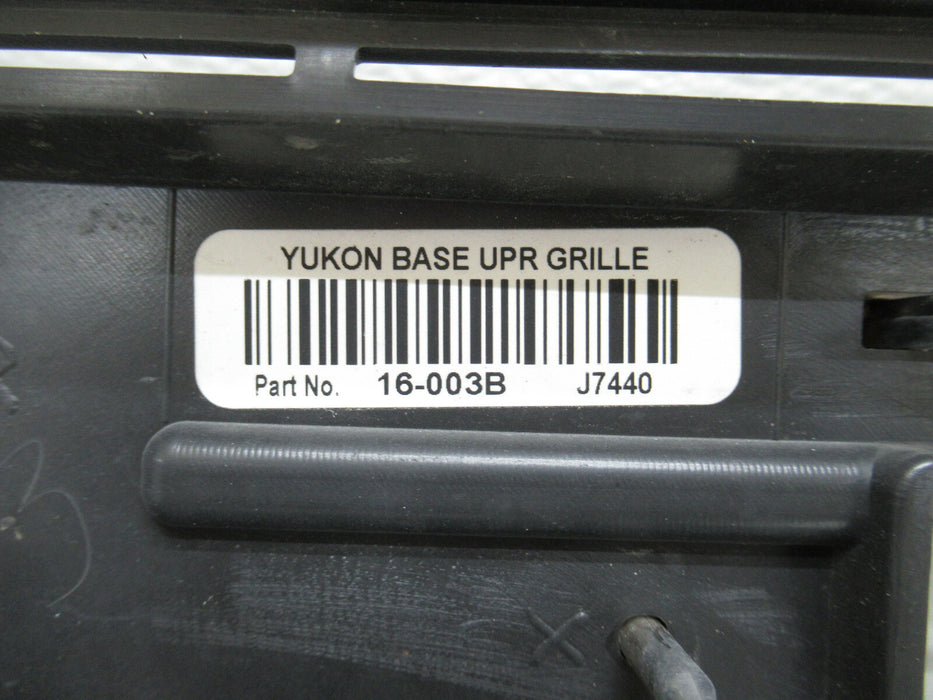 YUKON BASE UPR GRILLE
Part No. 16-003B J7440
X